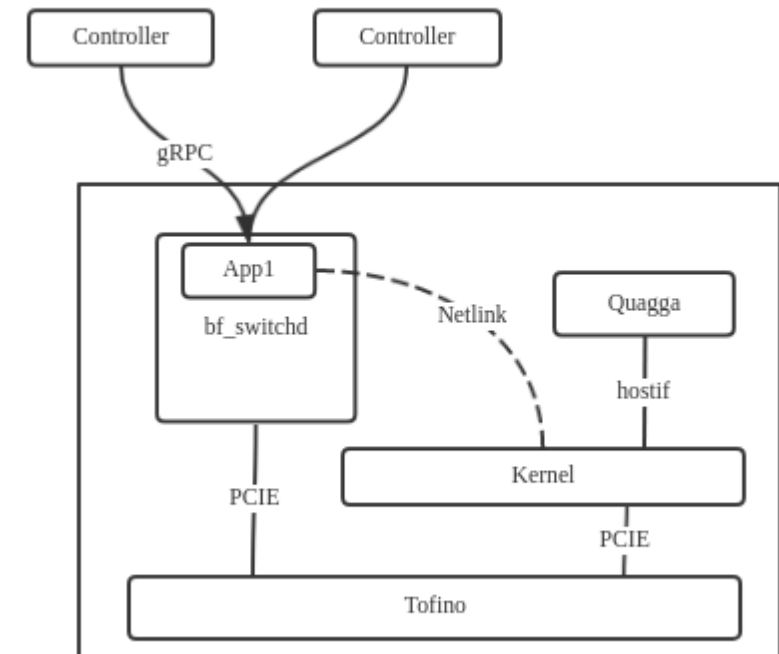 Controller
Controller
gRPC
App1
bf_switchd
Netlink
Quagga
hostif
Kernel
PCIE
PCIE
Tofino